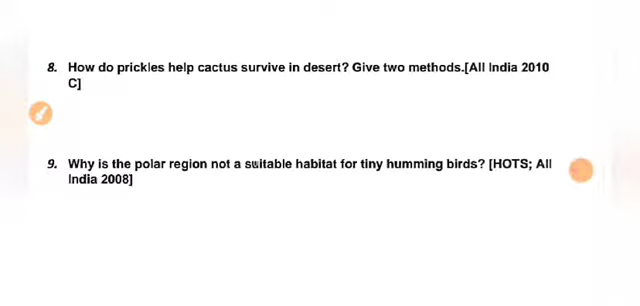 8. How do prickles help cactus survive in desert? Give two methods.[All India 2010
C]
9. Why is the polar region not a suitable habitat for tiny humming birds? [HOTS; All
India 2008]